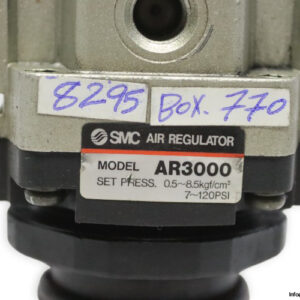 8295 BOX. 770
SMC AIR REGULATOR
MODEL AR3000
SET PRESS. 0.5~8.5kgf/cm²
7~120PSI